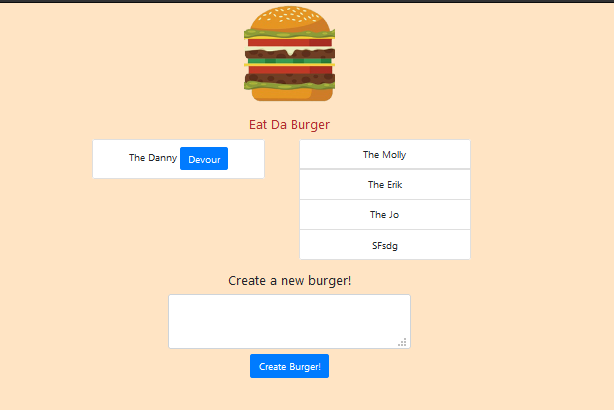 Eat Da Burger
The Danny Devour
The Molly
The Erik
The Jo
SFsdg
Create a new burger!
Create Burger!